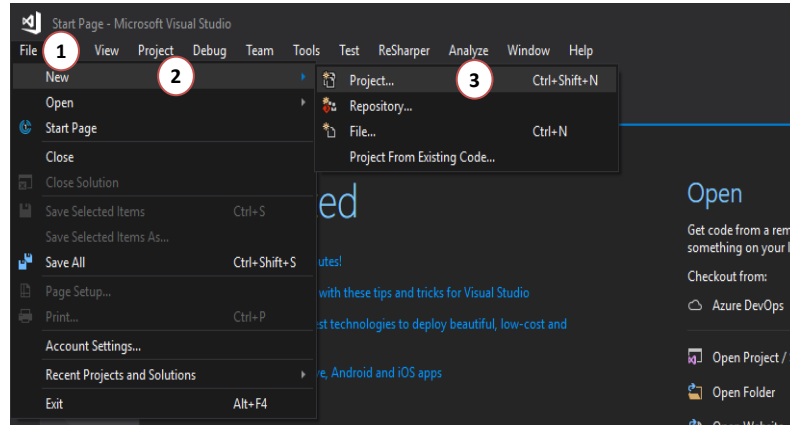 Start Page - Microsoft Visual Studio
File 1 View Project Debug Team Tools Test ReSharper Analyze Window Help
New 2
Open
Start Page
Close
Close Solution
Save Selected Items Ctrl+S
Save Selected Items As...
Save All Ctrl+Shift+S
Page Setup...
Print... Ctrl+P
Account Settings...
Recent Projects and Solutions
Exit Alt+F4
Project... 3 Ctrl+Shift+N
Repository...
File... Ctrl+N
Project From Existing Code...
ed
utes!
with these tips and tricks for Visual Studio
st technologies to deploy beautiful, low-cost and
e, Android and iOS apps
Open
Get code from a rem
something on your l
Checkout from:
Azure DevOps
Open Project /
Open Folder
Open Website